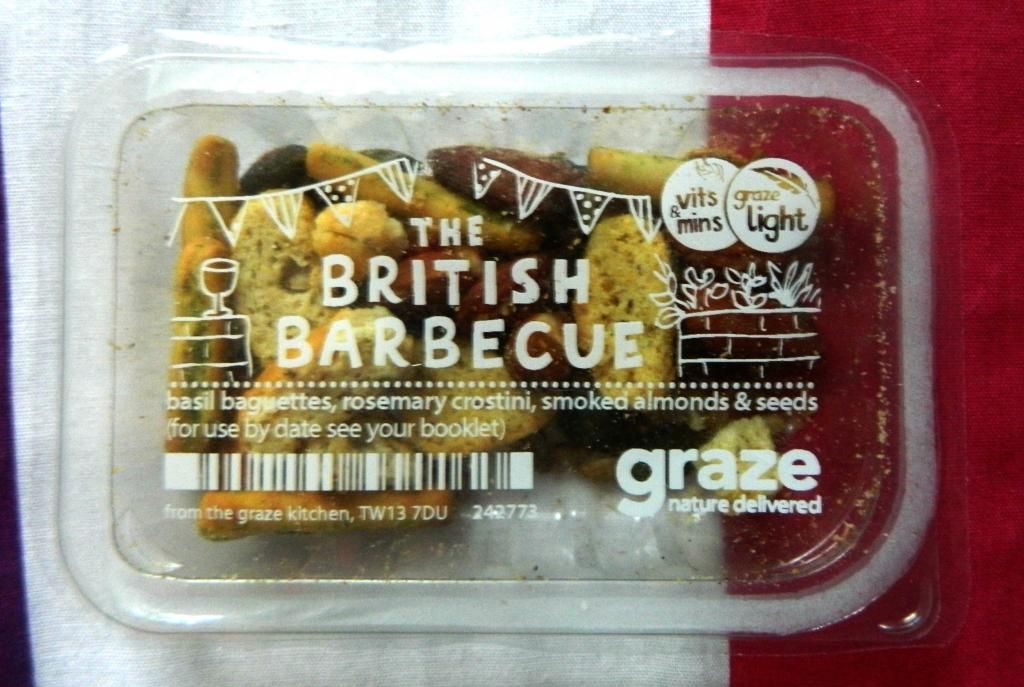 THE
BRITISH
BARBECUE
vits
& mins
graze
light
basil baguettes, rosemary crostini, smoked almonds & seeds
(for use by date see your booklet)
graze
nature delivered
from the graze kitchen, TW13 7DU 242773